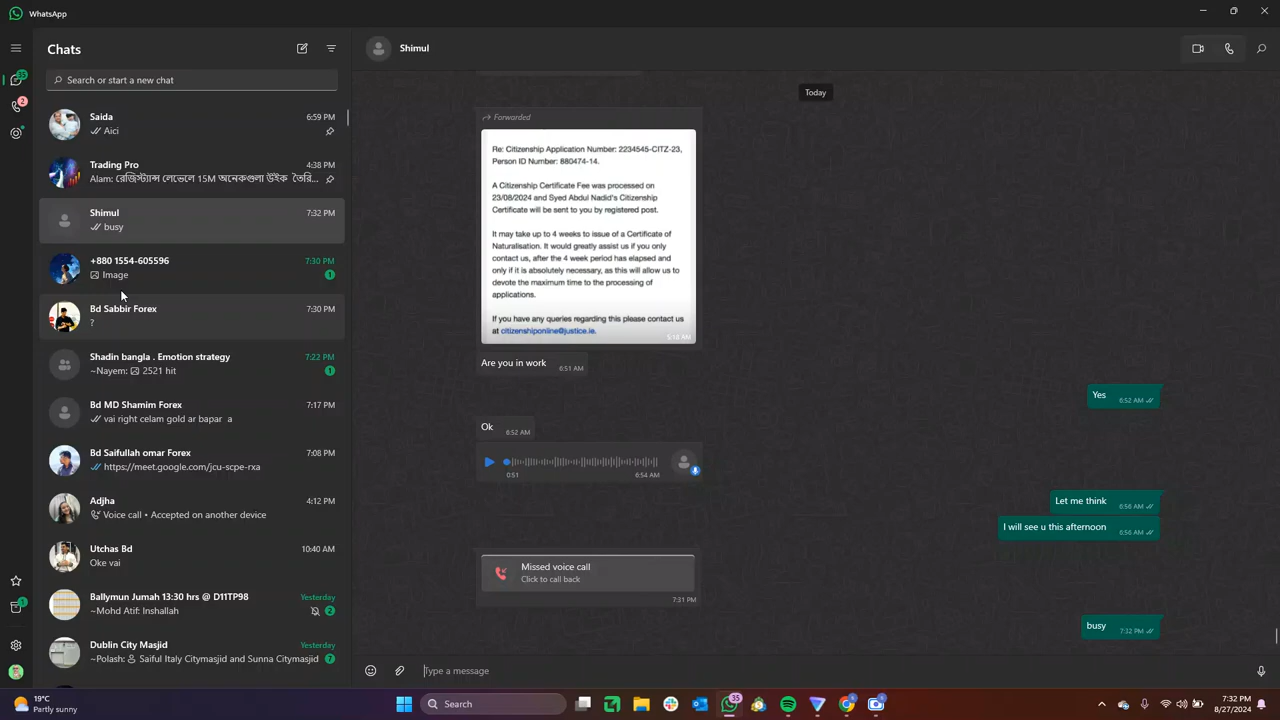 WhatsApp
Chats
Search or start a new chat
Saida
6:59 PM
Aici
Trading Pro
4:38 PM
লেভেলে 15M অনেকগুলা উইক তৈরি...
Shimul
7:32 PM
busy
7:30 PM
Image
1
7:30 PM
Shadin bangla - Emotion strategy
7:22 PM
~Nayem: 2521 hit
1
Bd MD Shamim Forex
7:17 PM
vai right celam gold ar bapar a
Bd Saifullah omar Forex
7:08 PM
https://meet.google.com/jcu-scpe-rxa
Adjha
4:12 PM
Voice call • Accepted on another device
Utchas Bd
10:40 AM
Oke vai
Ballymun Jumah 13:30 hrs @ D11TP98
Yesterday
~Mohd Atif: Inshallah
2
Dublin City Masjid
Yesterday
~Polash: Saiful Italy Citymasjid and Sunna Citymasjid
7
Shimul
Today
Forwarded
Re: Citizenship Application Number: 2234545-CITZ-23,
Person ID Number: 880474-14.
A Citizenship Certificate Fee was processed on
23/08/2024 and Syed Abdul Nadid's Citizenship
Certificate will be sent to you by registered post.
It may take up to 4 weeks to issue of a Certificate of
Naturalisation. It would greatly assist us if you only
contact us, after the 4 week period has elapsed and
only if it is absolutely necessary, as this will allow us to
devote the maximum time to the processing of
applications.
If you have any queries regarding this please contact us
at citizenshiponline@justice.ie.
5:18 AM
Are you in work
6:51 AM
Yes
6:52 AM
Ok
6:52 AM
0:51
6:54 AM
Let me think
6:56 AM
I will see u this afternoon
6:56 AM
Missed voice call
Click to call back
7:31 PM
busy
7:32 PM
Type a message
19°C
Partly sunny
Search
35
7:32 PM
8/27/2024